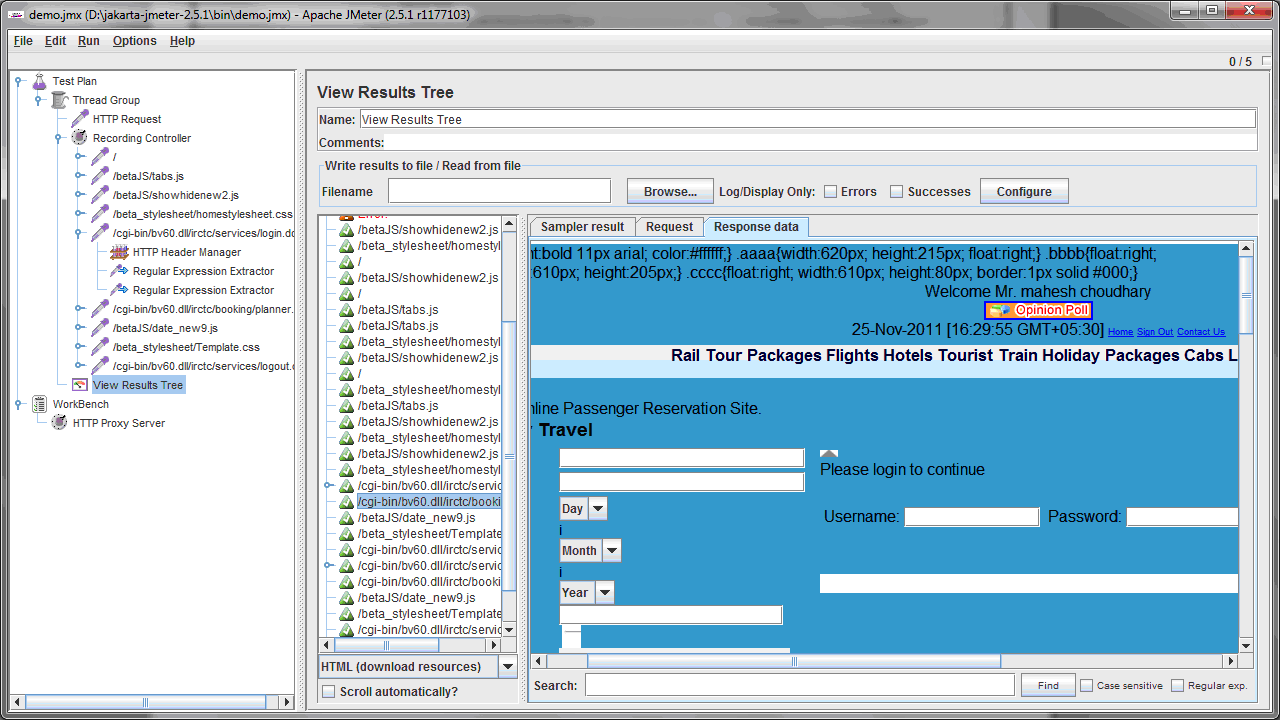 demo.jmx (D:\jakarta-jmeter-2.5.1\bin\demo.jmx) - Apache JMeter (2.5.1 r1177103)
File Edit Run Options Help
0 / 5
Test Plan
Thread Group
HTTP Request
Recording Controller
/
/betaJS/tabs.js
/betaJS/showhidenew2.js
/beta_stylesheet/homestylesheet.css
/cgi-bin/bv60.dll/irctc/services/login.do
HTTP Header Manager
Regular Expression Extractor
Regular Expression Extractor
/cgi-bin/bv60.dll/irctc/booking/planner.
/betaJS/date_new9.js
/beta_stylesheet/Template.css
/cgi-bin/bv60.dll/irctc/services/logout.
View Results Tree
WorkBench
HTTP Proxy Server
View Results Tree
Name: View Results Tree
Comments:
Write results to file / Read from file
Filename Browse... Log/Display Only: Errors Successes Configure
Error:
/betaJS/showhidenew2.js
/beta_stylesheet/homestyl
/
/betaJS/showhidenew2.js
/
/betaJS/tabs.js
/betaJS/tabs.js
/beta_stylesheet/homestyl
/betaJS/showhidenew2.js
/
/beta_stylesheet/homestyl
/betaJS/tabs.js
/betaJS/showhidenew2.js
/beta_stylesheet/homestyl
/betaJS/showhidenew2.js
/beta_stylesheet/homestyl
/cgi-bin/bv60.dll/irctc/servic
/cgi-bin/bv60.dll/irctc/booki
/betaJS/date_new9.js
/beta_stylesheet/Template
/cgi-bin/bv60.dll/irctc/servic
/cgi-bin/bv60.dll/irctc/servic
/cgi-bin/bv60.dll/irctc/booki
/betaJS/date_new9.js
/beta_stylesheet/Template
/cgi-bin/bv60.dll/irctc/servic
HTML (download resources)
Scroll automatically?
Sampler result Request Response data
nt:bold 11px arial; color:#ffffff;} .aaaa{width:620px; height:215px; float:right;} .bbbb{float:right;
:610px; height:205px;} .cccc{float:right; width:610px; height:80px; border:1px solid #000;}
Welcome Mr. mahesh choudhary
Opinion Poll
25-Nov-2011 [16:29:55 GMT+05:30] Home Sign Out Contact Us
Rail Tour Packages Flights Hotels Tourist Train Holiday Packages Cabs L
nline Passenger Reservation Site.
Travel
Please login to continue
Username: Password:
Day
i
Month
i
Year
Search: Find Case sensitive Regular exp.